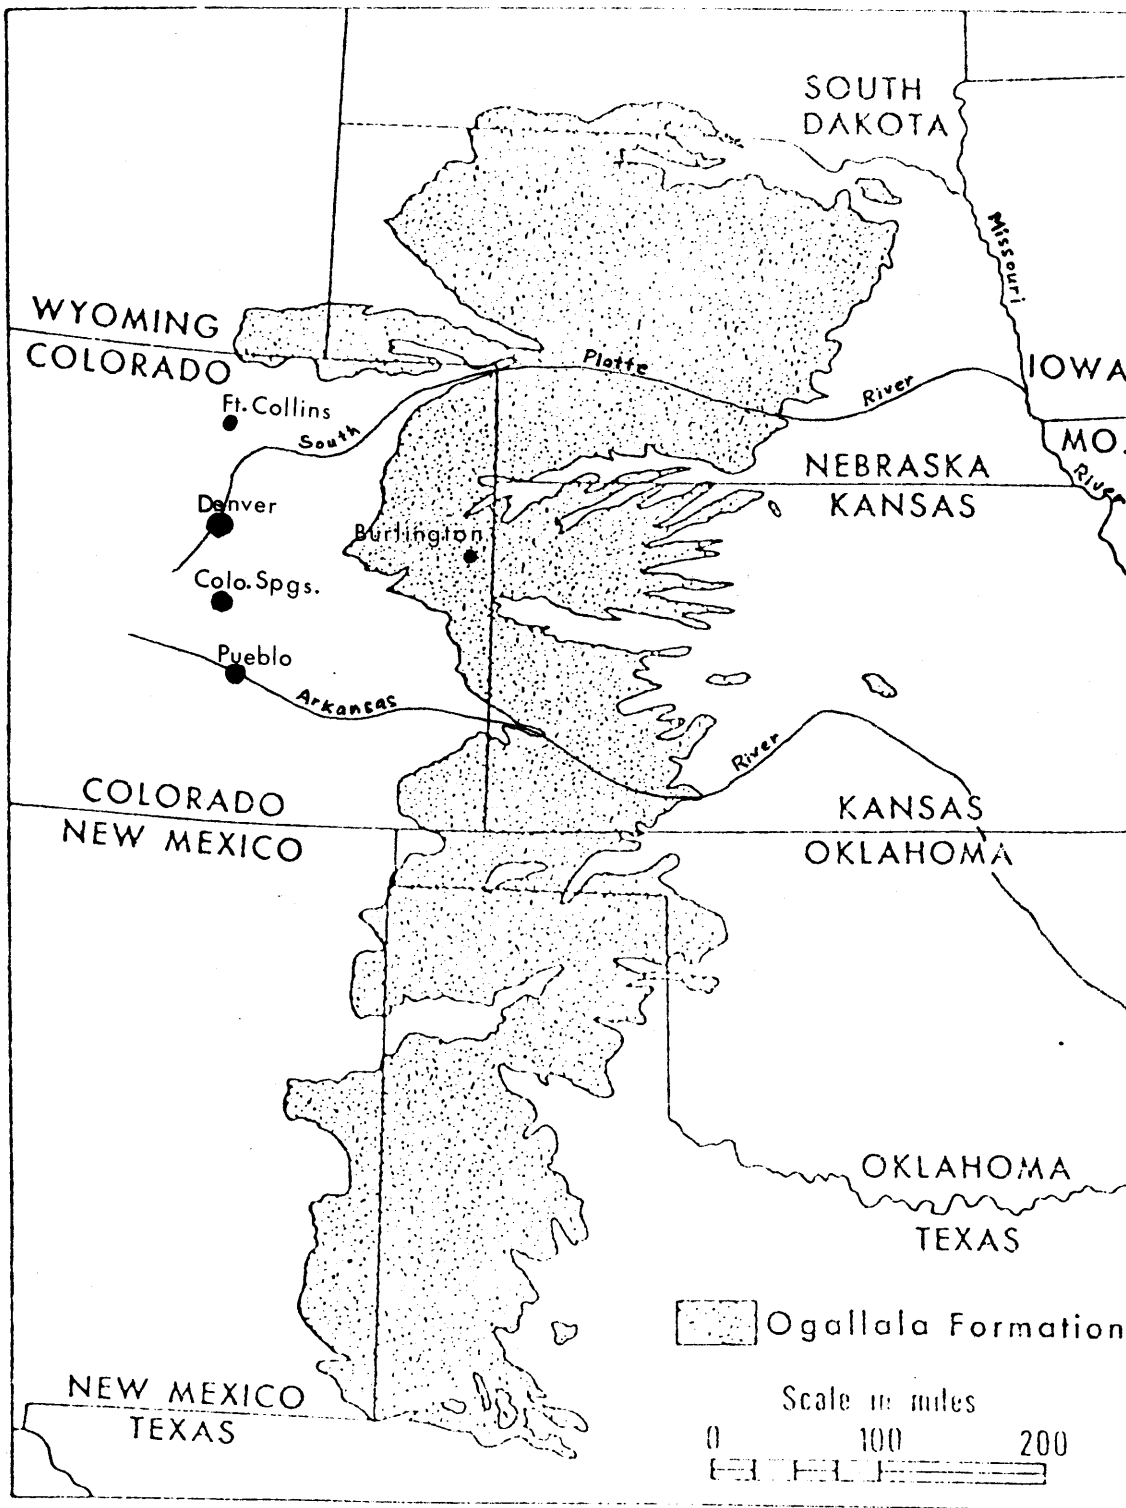 SOUTH
DAKOTA
Missouri
WYOMING
COLORADO
Platte
River
IOWA
Ft. Collins
South
MO.
River
NEBRASKA
KANSAS
Denver
Burlington
Colo. Spgs.
Pueblo
Arkansas
River
COLORADO
NEW MEXICO
KANSAS
OKLAHOMA
OKLAHOMA
TEXAS
Ogallala Formation
NEW MEXICO
TEXAS
Scale in miles
0 100 200